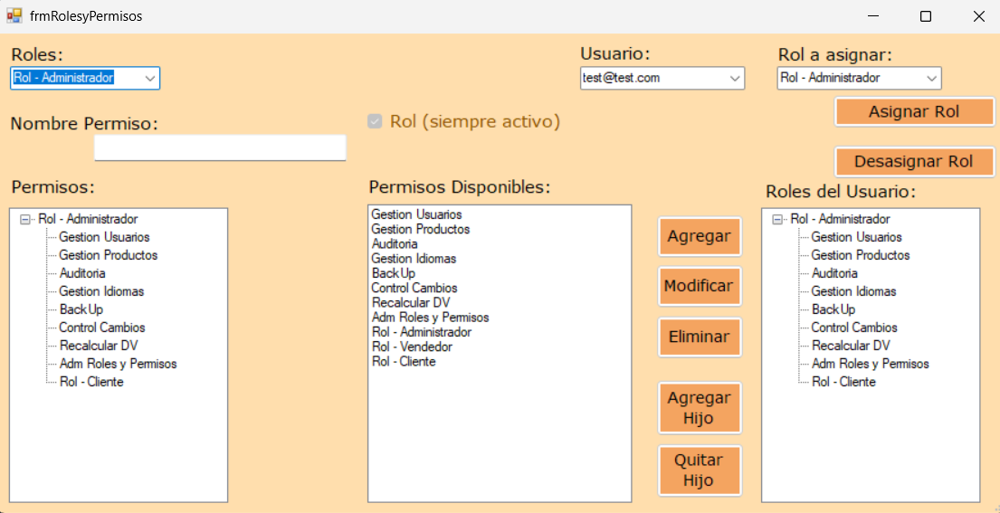 frmRolesyPermisos
Roles:
Rol - Administrador
Usuario:
test@test.com
Rol a asignar:
Rol - Administrador
Asignar Rol
Nombre Permiso:
Rol (siempre activo)
Desasignar Rol
Permisos:
Rol - Administrador
Gestion Usuarios
Gestion Productos
Auditoria
Gestion Idiomas
BackUp
Control Cambios
Recalcular DV
Adm Roles y Permisos
Rol - Cliente
Permisos Disponibles:
Gestion Usuarios
Gestion Productos
Auditoria
Gestion Idiomas
BackUp
Control Cambios
Recalcular DV
Adm Roles y Permisos
Rol - Administrador
Rol - Vendedor
Rol - Cliente
Agregar
Modificar
Eliminar
Agregar
Hijo
Quitar
Hijo
Roles del Usuario:
Rol - Administrador
Gestion Usuarios
Gestion Productos
Auditoria
Gestion Idiomas
BackUp
Control Cambios
Recalcular DV
Adm Roles y Permisos
Rol - Cliente